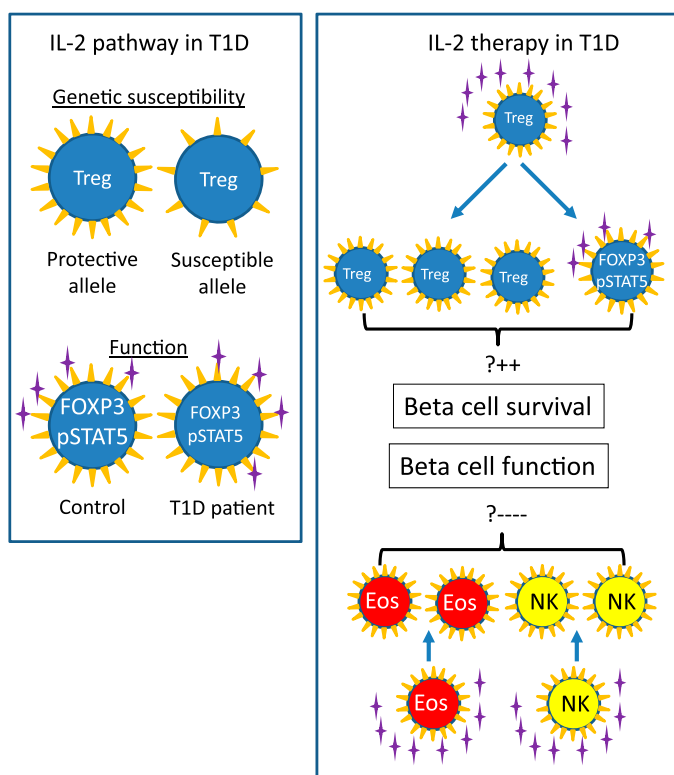 IL-2 pathway in T1D
Genetic susceptibility
Treg
Treg
Protective
allele
Susceptible
allele
Function
FOXP3
pSTAT5
FOXP3
pSTAT5
Control
T1D patient
IL-2 therapy in T1D
Treg
Treg
Treg
Treg
FOXP3
pSTAT5
?++
Beta cell survival
Beta cell function
?----
Eos
Eos
NK
NK
Eos
NK